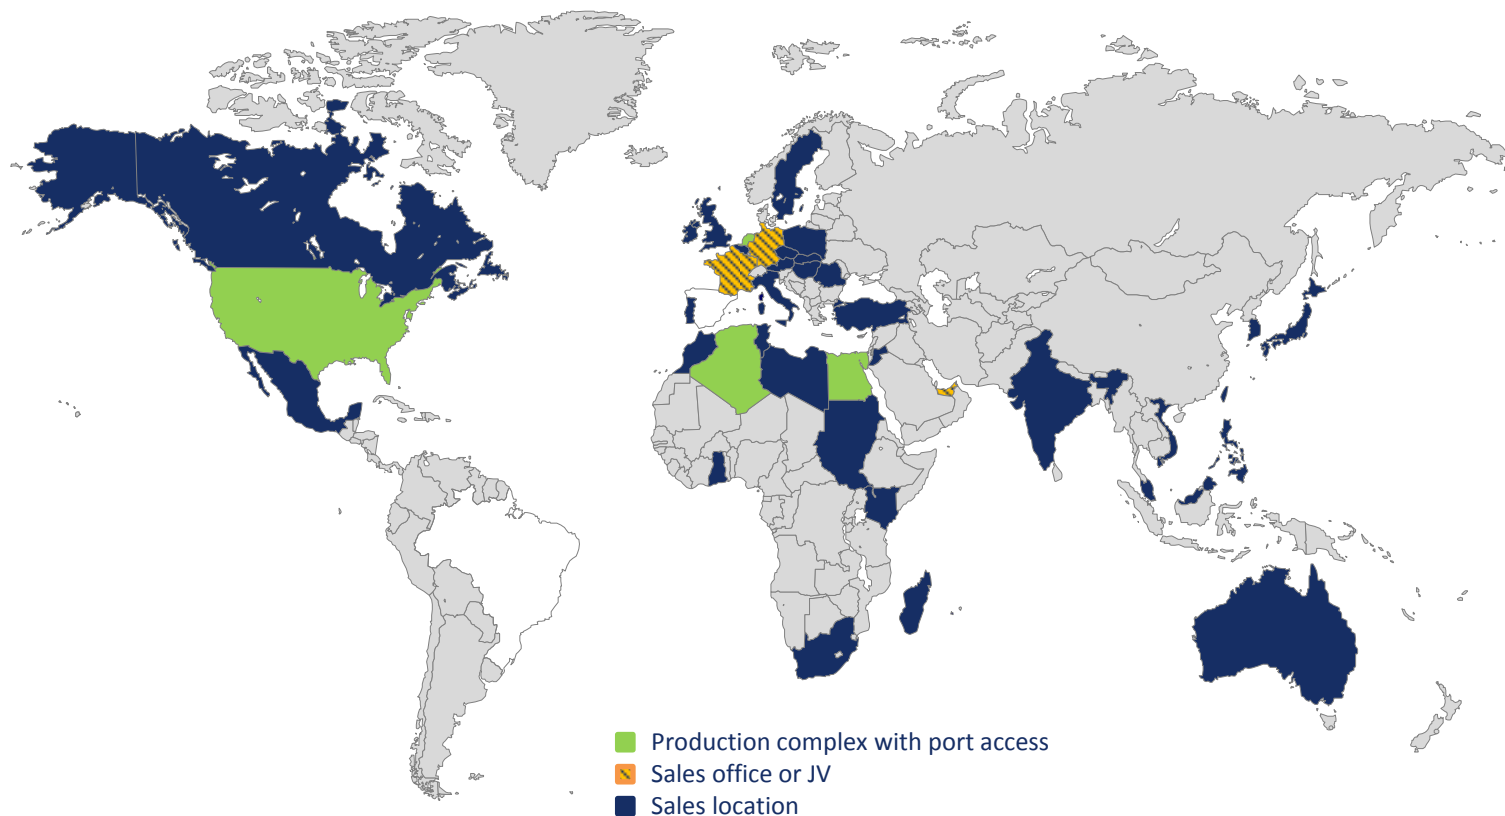 Production complex with port access
Sales office or JV
Sales location